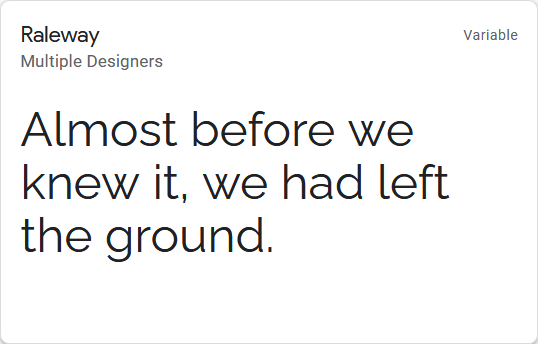 Raleway
Variable
Multiple Designers
Almost before we
knew it, we had left
the ground.